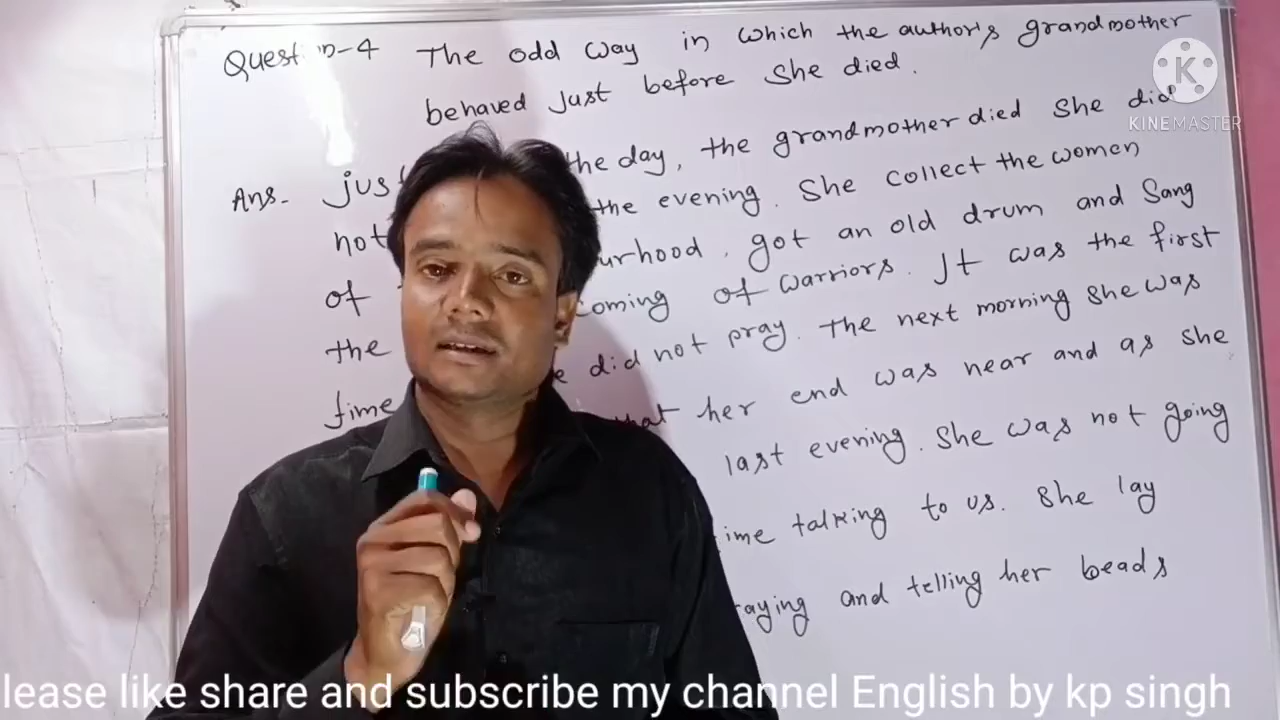 Question-4 The odd way in which the author's grandmother
behaved just before she died.
KINEMASTER
Ans- just the day, the grandmother died she did
not the evening. She collect the women
of urhood, got an old drum and Sang
the coming of warriors. It was the first
time did not pray. The next morning she was
that her end was near and as she
last evening. She was not going
time talking to us. She lay
raying and telling her beads
lease like share and subscribe my channel English by kp singh